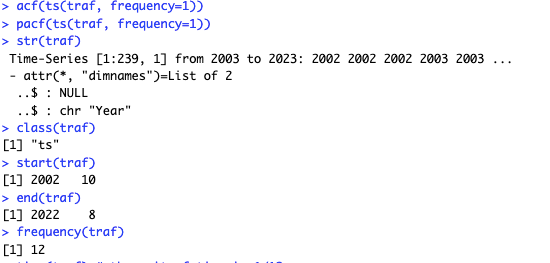 > acf(ts(traf, frequency=1))
> pacf(ts(traf, frequency=1))
> str(traf)
 Time-Series [1:239, 1] from 2003 to 2023: 2002 2002 2002 2003 2003 ...
 - attr(*, "dimnames")=List of 2
  ..$ : NULL
  ..$ : chr "Year"
> class(traf)
[1] "ts"
> start(traf)
[1] 2002   10
> end(traf)
[1] 2022    8
> frequency(traf)
[1] 12